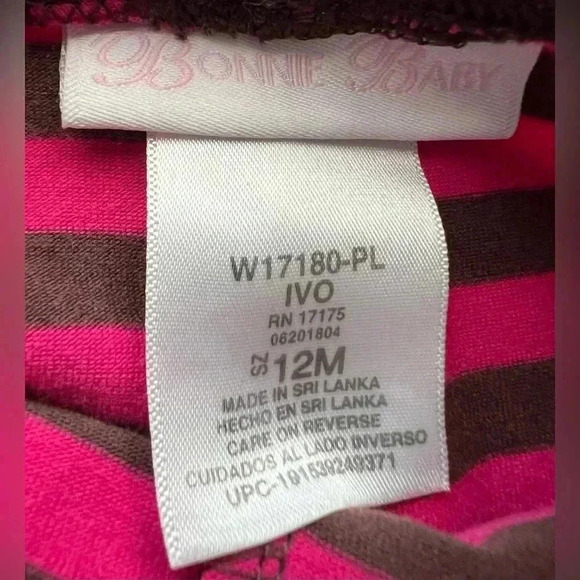 BONNIE BABY
W17180-PL
IVO
RN 17175
06201804
SZ 12M
MADE IN SRI LANKA
HECHO EN SRI LANKA
CARE ON REVERSE
CUIDADOS AL LADO INVERSO
UPC-191539249371